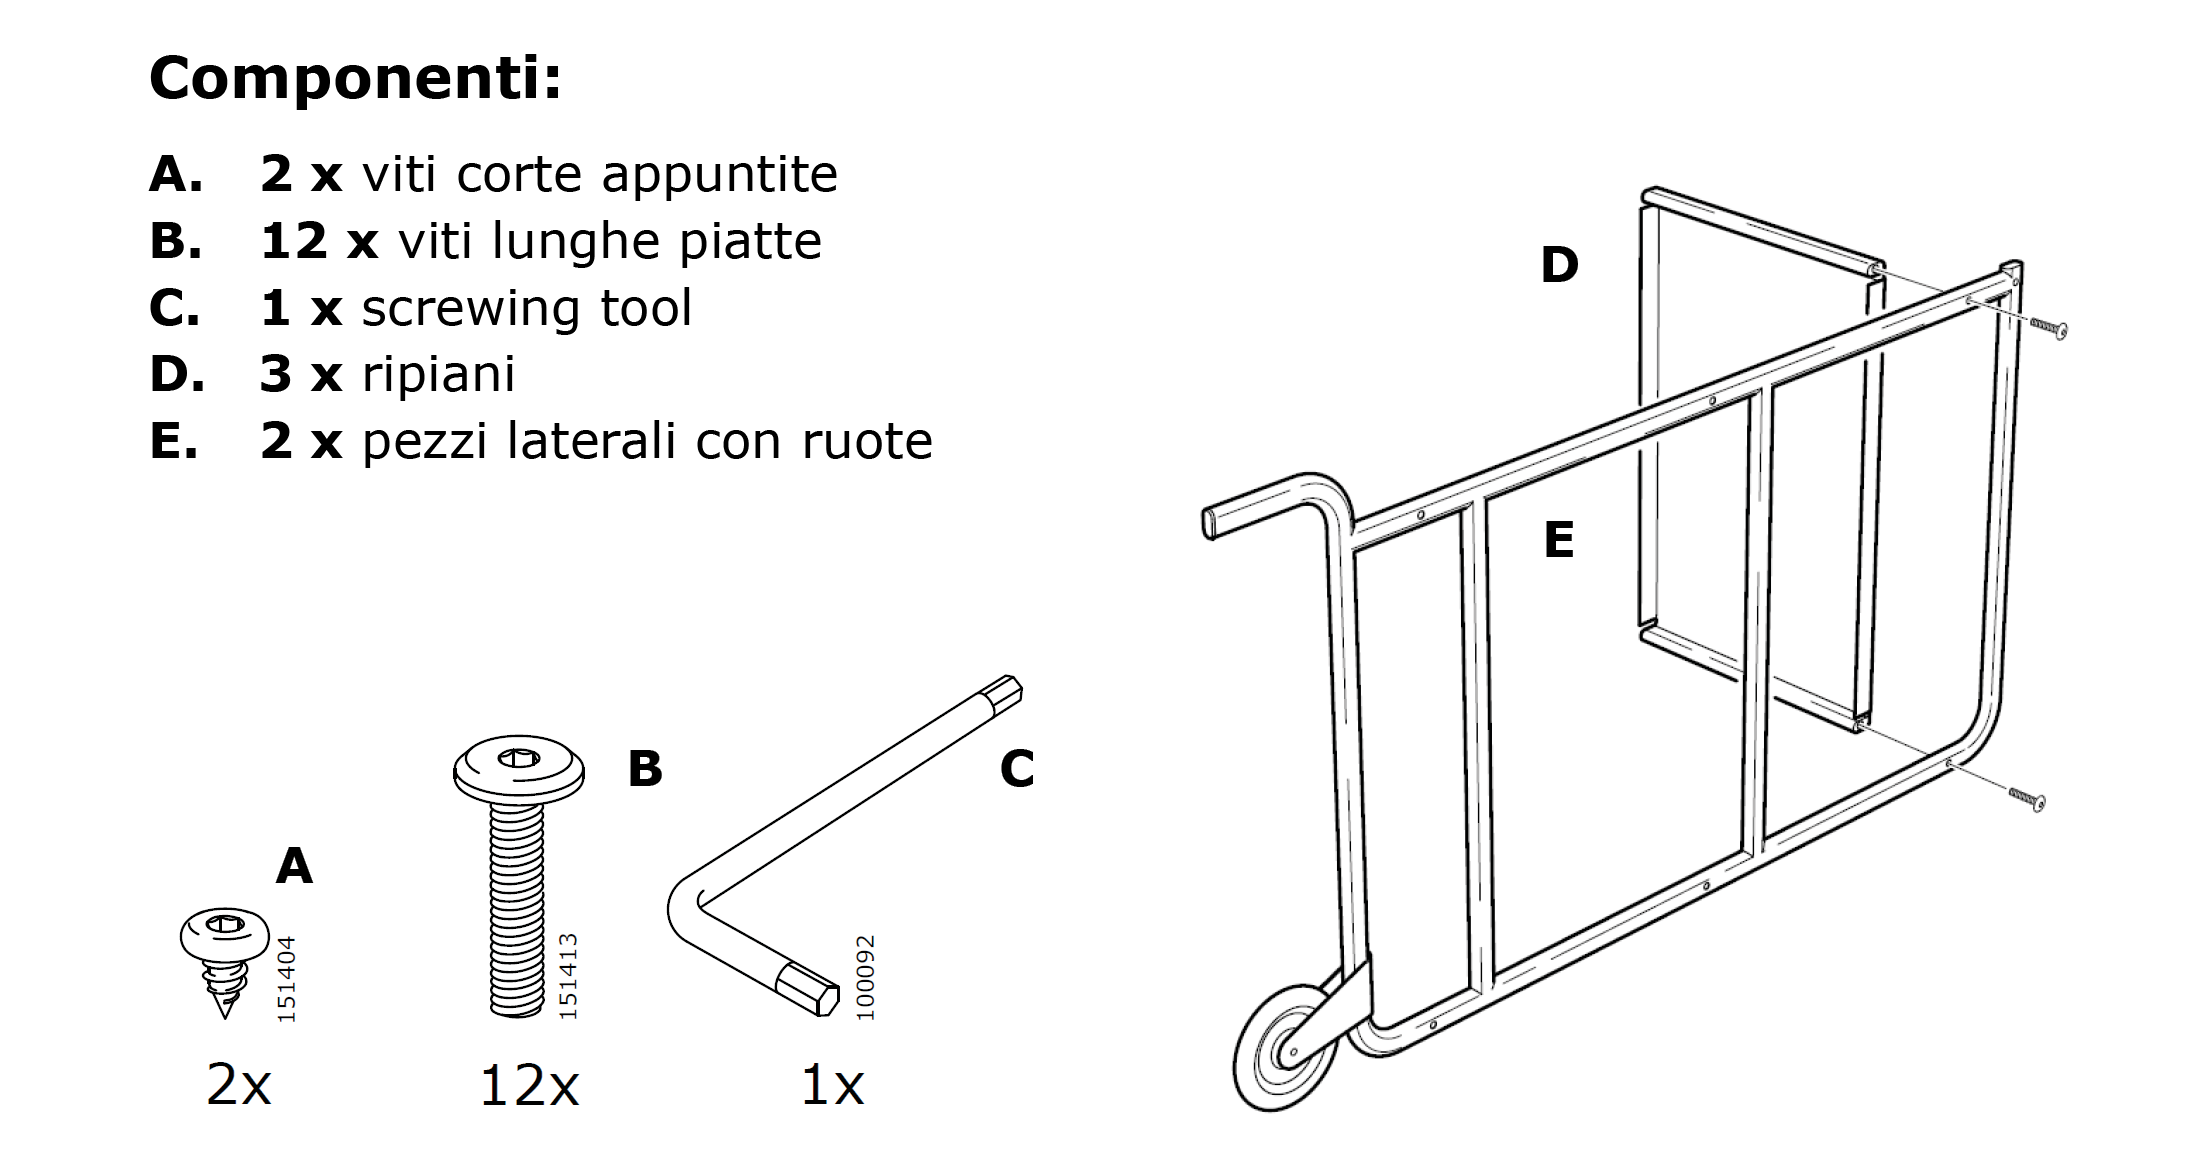 Componenti:
A. 2 x viti corte appuntite
B. 12 x viti lunghe piatte
C. 1 x screwing tool
D. 3 x ripiani
E. 2 x pezzi laterali con ruote
D
E
A
B
C
151404
151413
100092
2x
12x
1x